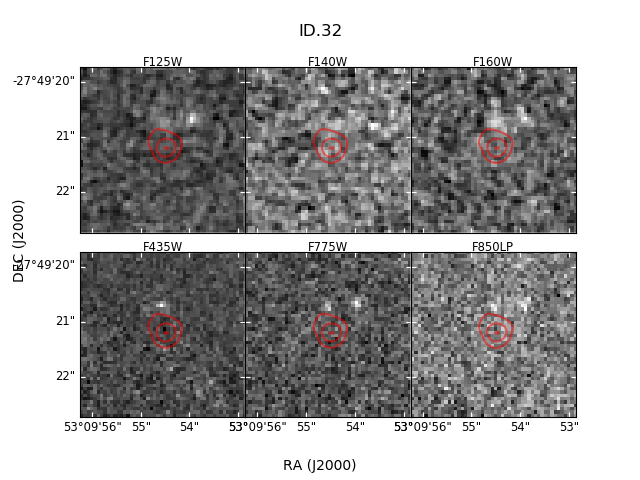 ID.32
F125W F140W F160W
-27°49'20"
21"
22"
F435W F775W F850LP
-27°49'20"
21"
22"
53°09'56" 55" 54" 53"
53°09'56" 55" 54" 53"
53°09'56" 55" 54" 53"
DEC (J2000)
RA (J2000)